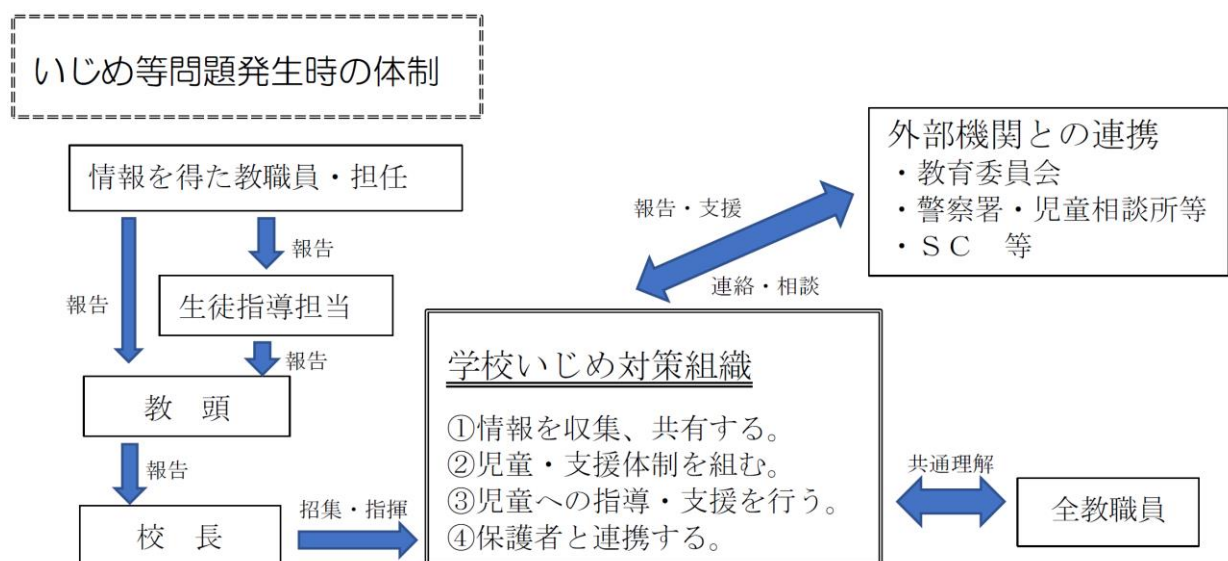 いじめ等問題発生時の体制
情報を得た教職員・担任
報告
報告
生徒指導担当
報告
教 頭
報告
校 長
招集・指揮
学校いじめ対策組織
①情報を収集、共有する。
②児童・支援体制を組む。
③児童への指導・支援を行う。
④保護者と連携する。
報告・支援
連絡・相談
外部機関との連携
・教育委員会
・警察署・児童相談所等
・ＳＣ 等
共通理解
全教職員